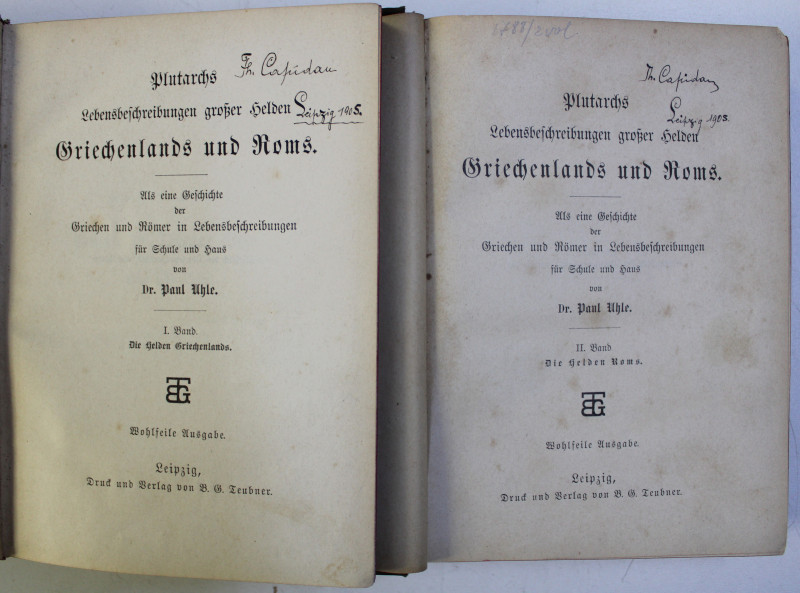 Plutarchs
Th. Capidan
Lebensbeschreibungen großer Helden
Leipzig 1905.
Griechenlands und Roms.
Als eine Geschichte
der
Griechen und Römer in Lebensbeschreibungen
für Schule und Haus
von
Dr. Paul Uhle.
I. Band.
Die Helden Griechenlands.
BTG
Wohlfeile Ausgabe.
Leipzig,
Druck und Verlag von B. G. Teubner.
Th. Capidan
Plutarchs
Leipzig 1905.
Lebensbeschreibungen großer Helden
Griechenlands und Roms.
Als eine Geschichte
der
Griechen und Römer in Lebensbeschreibungen
für Schule und Haus
von
Dr. Paul Uhle.
II. Band
Die Helden Roms.
BTG
Wohlfeile Ausgabe.
Leipzig,
Druck und Verlag von B. G. Teubner.